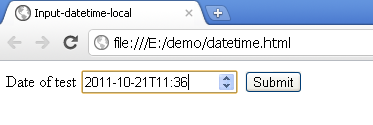 Input-datetime-local
file:///E:/demo/datetime.html
Date of test 2011-10-21T11:36 Submit